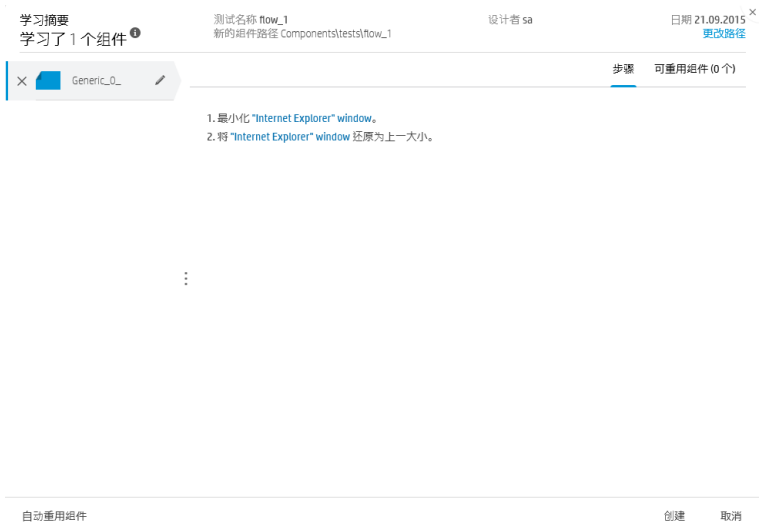 学习摘要
学习了 1 个组件
测试名称 flow_1
新的组件路径 Components\tests\flow_1
设计者 sa
日期 21.09.2015
更改路径
Generic_0_
步骤
可重用组件 (0 个)
1. 最小化 "Internet Explorer" window。
2. 将 "Internet Explorer" window 还原为上一大小。
自动重用组件
创建
取消